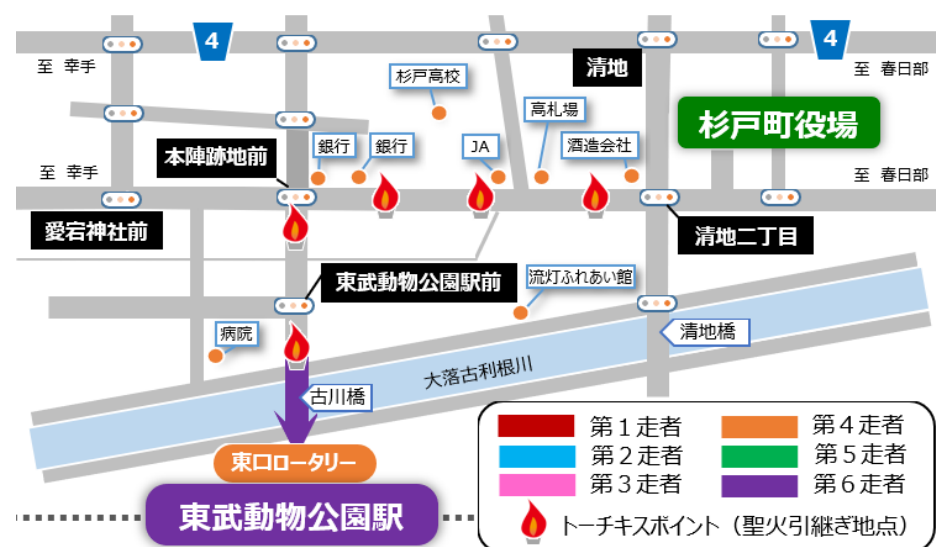 4
4
至 幸手
清地
至 春日部
杉戸高校
高札場
杉戸町役場
本陣跡地前
銀行
銀行
JA
酒造会社
至 幸手
至 春日部
愛宕神社前
清地二丁目
東武動物公園駅前
流灯ふれあい館
病院
清地橋
大落古利根川
古川橋
東口ロータリー
東武動物公園駅
第1走者
第4走者
第2走者
第5走者
第3走者
第6走者
トーチキスポイント（聖火引継ぎ地点）